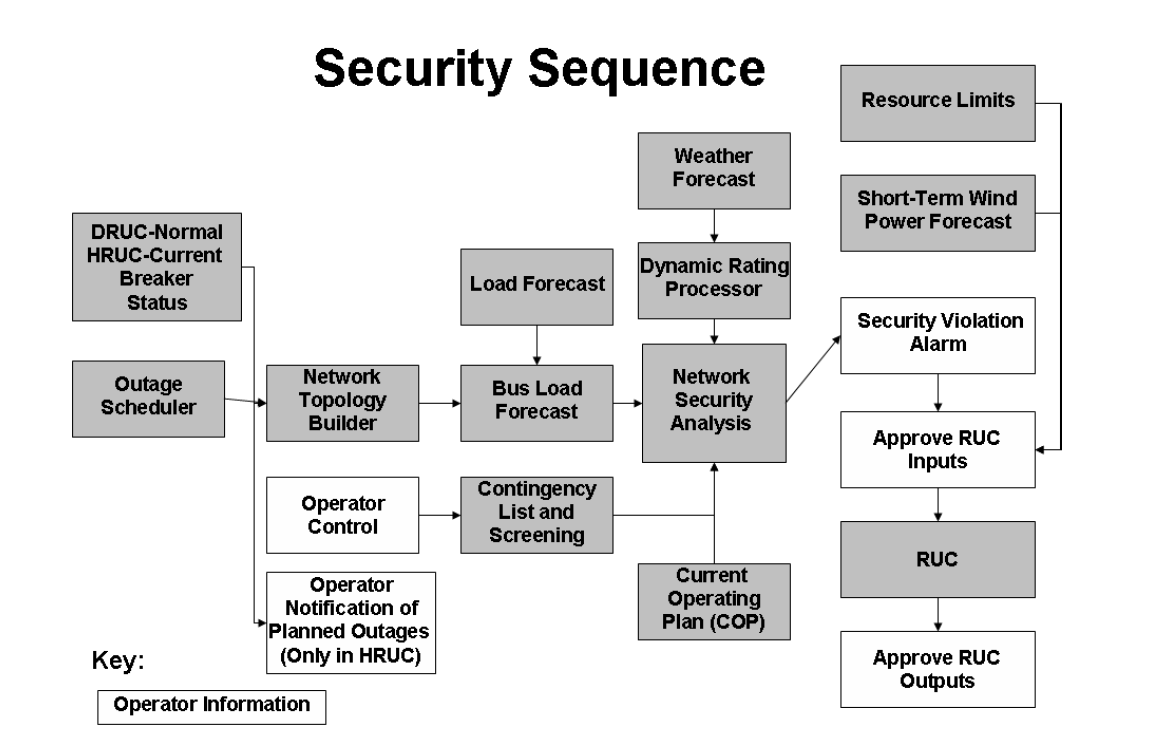 Security Sequence
Resource Limits
Weather
Forecast
Short-Term Wind
Power Forecast
DRUC-Normal
HRUC-Current
Breaker
Status
Load Forecast
Dynamic Rating
Processor
Security Violation
Alarm
Outage
Scheduler
Network
Topology
Builder
Bus Load
Forecast
Network
Security
Analysis
Approve RUC
Inputs
Operator
Control
Contingency
List and
Screening
RUC
Operator
Notification of
Planned Outages
(Only in HRUC)
Current
Operating
Plan (COP)
Approve RUC
Outputs
Key:
Operator Information